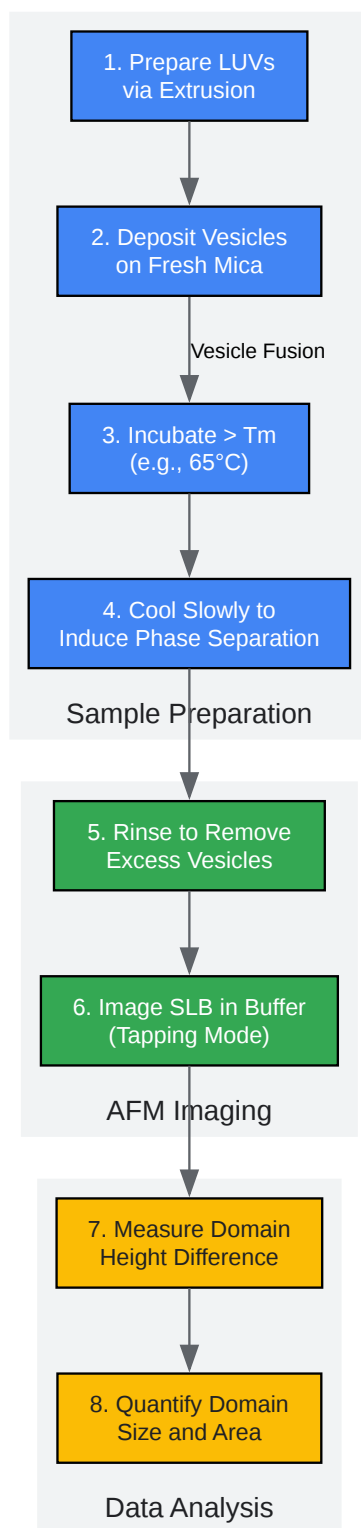 1. Prepare LUVs
via Extrusion
2. Deposit Vesicles
on Fresh Mica
Vesicle Fusion
3. Incubate > Tm
(e.g., 65°C)
4. Cool Slowly to
Induce Phase Separation
Sample Preparation
5. Rinse to Remove
Excess Vesicles
6. Image SLB in Buffer
(Tapping Mode)
AFM Imaging
7. Measure Domain
Height Difference
8. Quantify Domain
Size and Area
Data Analysis